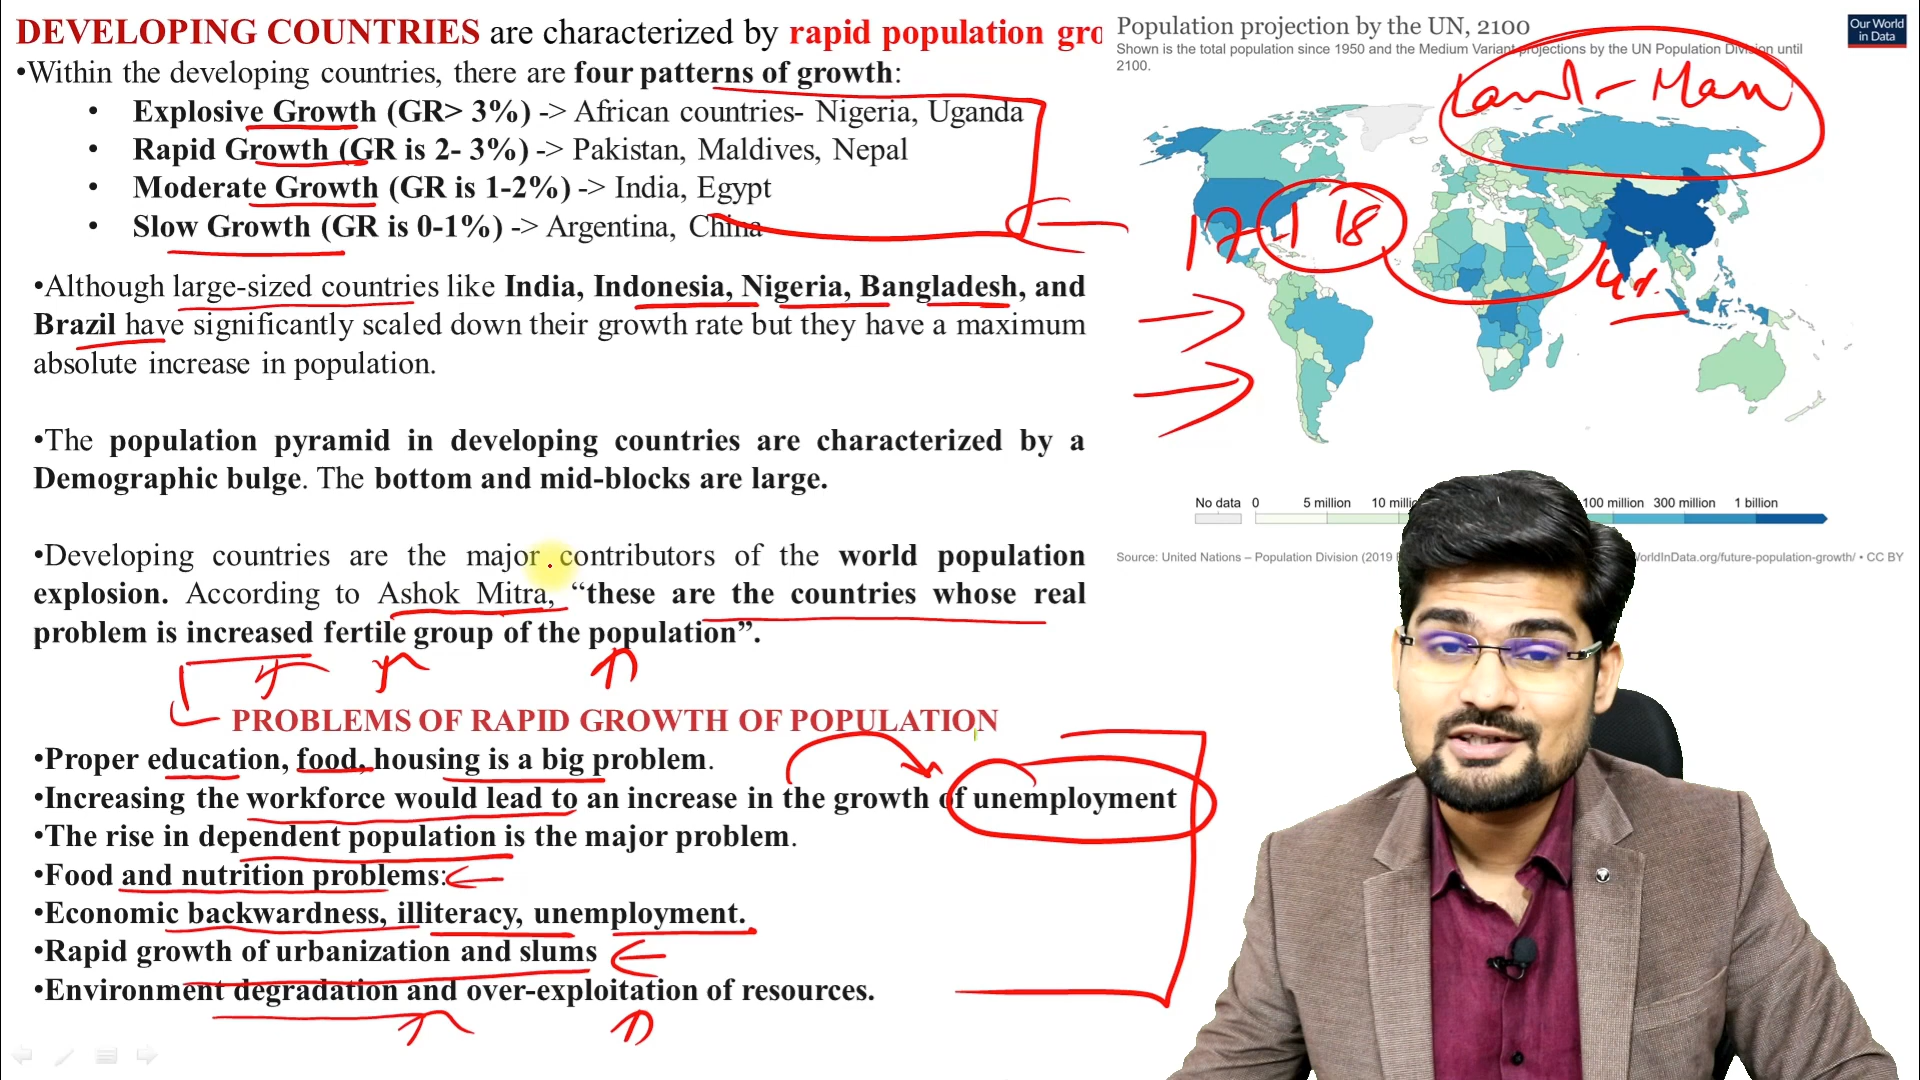 DEVELOPING COUNTRIES are characterized by rapid population gro
•Within the developing countries, there are four patterns of growth:
• Explosive Growth (GR> 3%) -> African countries- Nigeria, Uganda
• Rapid Growth (GR is 2- 3%) -> Pakistan, Maldives, Nepal
• Moderate Growth (GR is 1-2%) -> India, Egypt
• Slow Growth (GR is 0-1%) -> Argentina, China
•Although large-sized countries like India, Indonesia, Nigeria, Bangladesh, and
Brazil have significantly scaled down their growth rate but they have a maximum
absolute increase in population.
•The population pyramid in developing countries are characterized by a
Demographic bulge. The bottom and mid-blocks are large.
•Developing countries are the major contributors of the world population
explosion. According to Ashok Mitra, “these are the countries whose real
problem is increased fertile group of the population”.
PROBLEMS OF RAPID GROWTH OF POPULATION
•Proper education, food, housing is a big problem.
•Increasing the workforce would lead to an increase in the growth of unemployment
•The rise in dependent population is the major problem.
•Food and nutrition problems:
•Economic backwardness, illiteracy, unemployment.
•Rapid growth of urbanization and slums
•Environment degradation and over-exploitation of resources.
Population projection by the UN, 2100
Shown is the total population since 1950 and the Medium Variant projections by the UN Population Division until
2100.
Our World
in Data
Land - Man
17 - 18
No data 0 5 million 10 millio 100 million 300 million 1 billion
Source: United Nations – Population Division (2019 orldInData.org/future-population-growth/ • CC BY